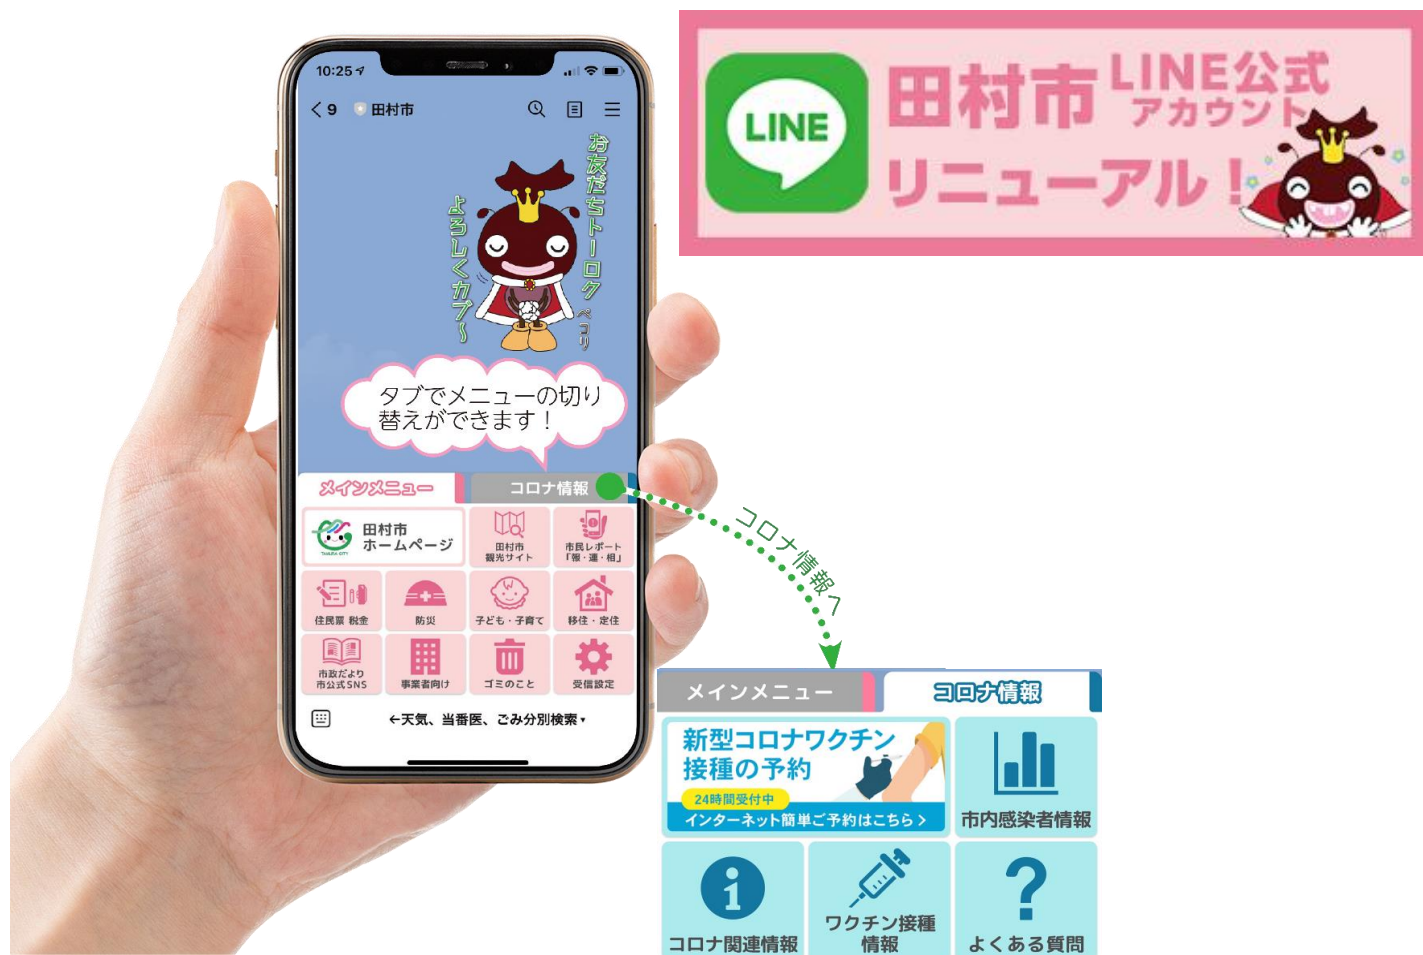 LINE
田村市
LINE公式
アカウント
リニューアル！
10:25
9
田村市
お友だちトーロク
ペコリ
よろしくカブ〜
タブでメニューの切り
替えができます！
メインメニュー
コロナ情報
TAMURA CITY
田村市
ホームページ
田村市
観光サイト
市民レポート
「報・連・相」
住民票 税金
防災
子ども・子育て
移住・定住
市政だより
市公式SNS
事業者向け
ゴミのこと
受信設定
←天気、当番医、ごみ分別検索▾
コロナ情報へ
メインメニュー
コロナ情報
新型コロナワクチン
接種の予約
24時間受付中
インターネット簡単ご予約はこちら>
市内感染者情報
コロナ関連情報
ワクチン接種
情報
よくある質問